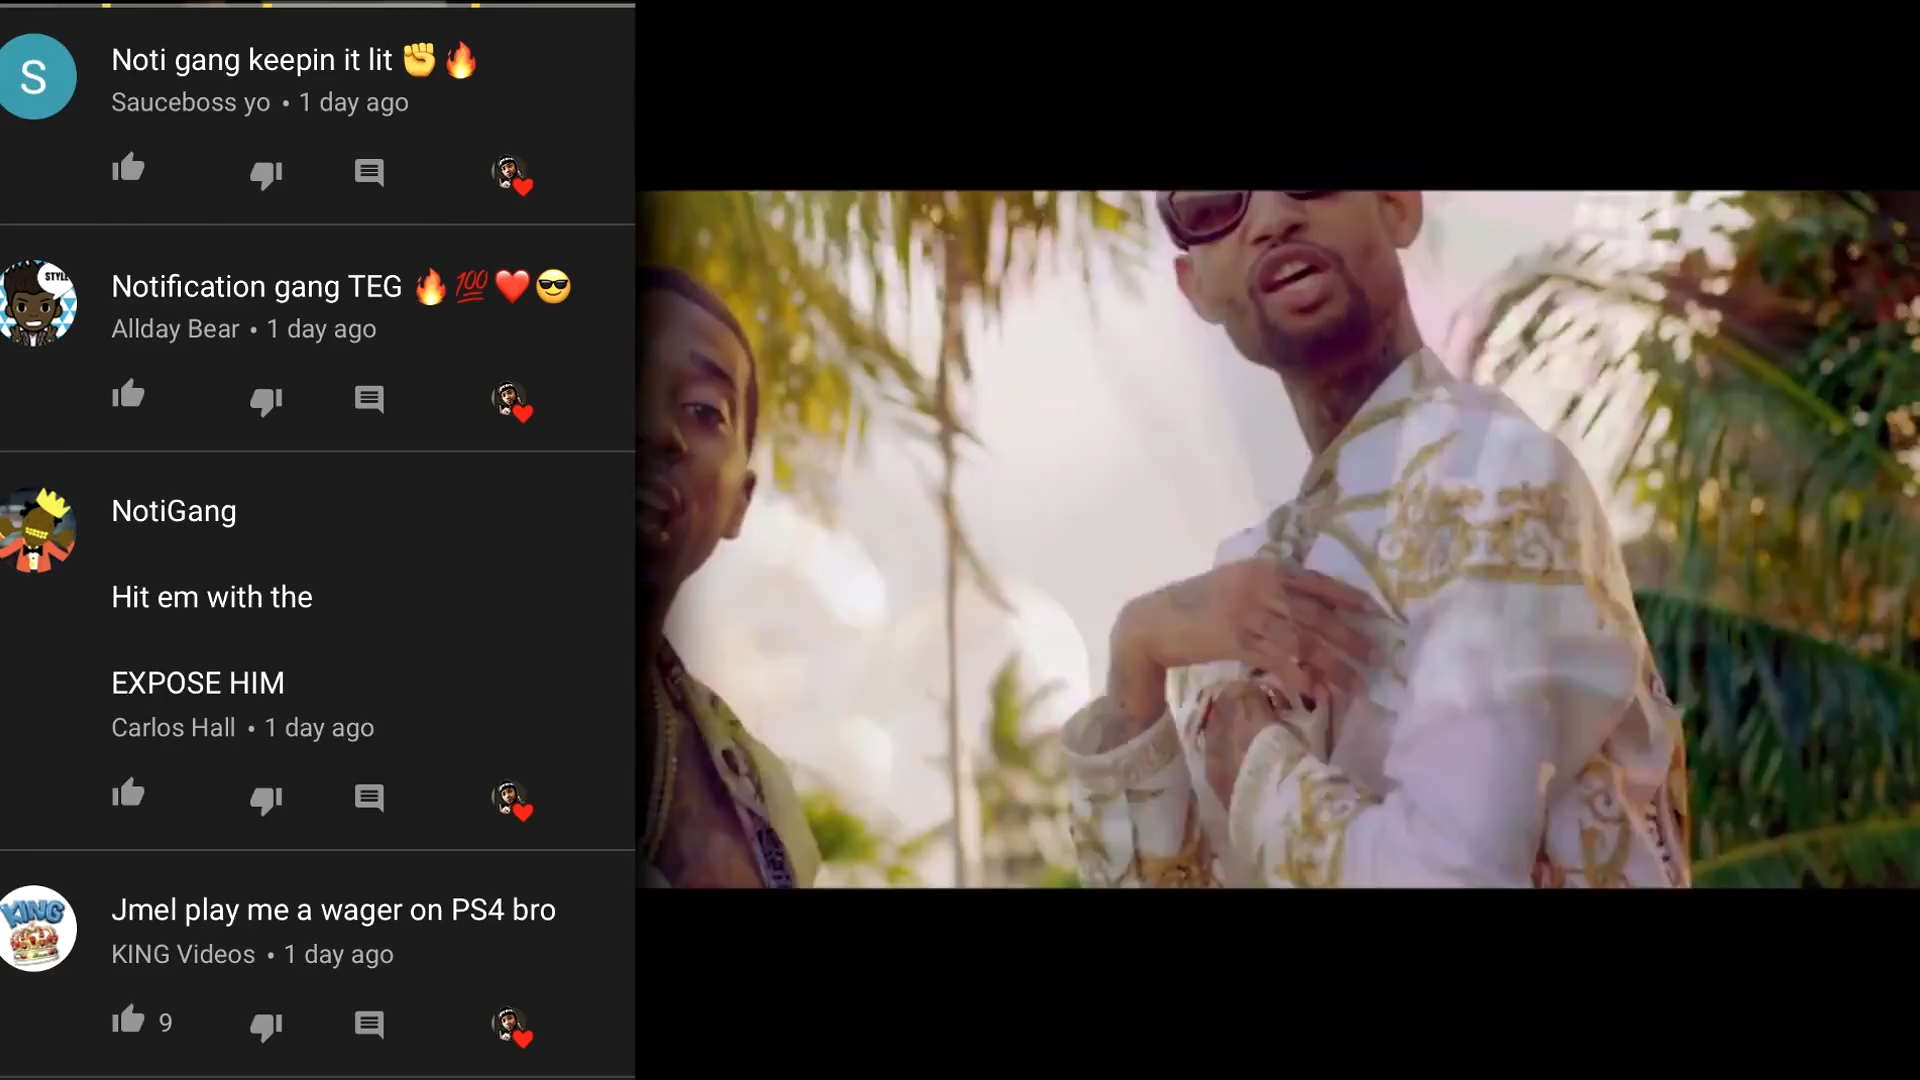 S
Noti gang keepin it lit ✊🔥
Sauceboss yo • 1 day ago
STYLE
Notification gang TEG 🔥💯❤️😎
Allday Bear • 1 day ago
NotiGang
Hit em with the
EXPOSE HIM
Carlos Hall • 1 day ago
KING
Jmel play me a wager on PS4 bro
KING Videos • 1 day ago
9